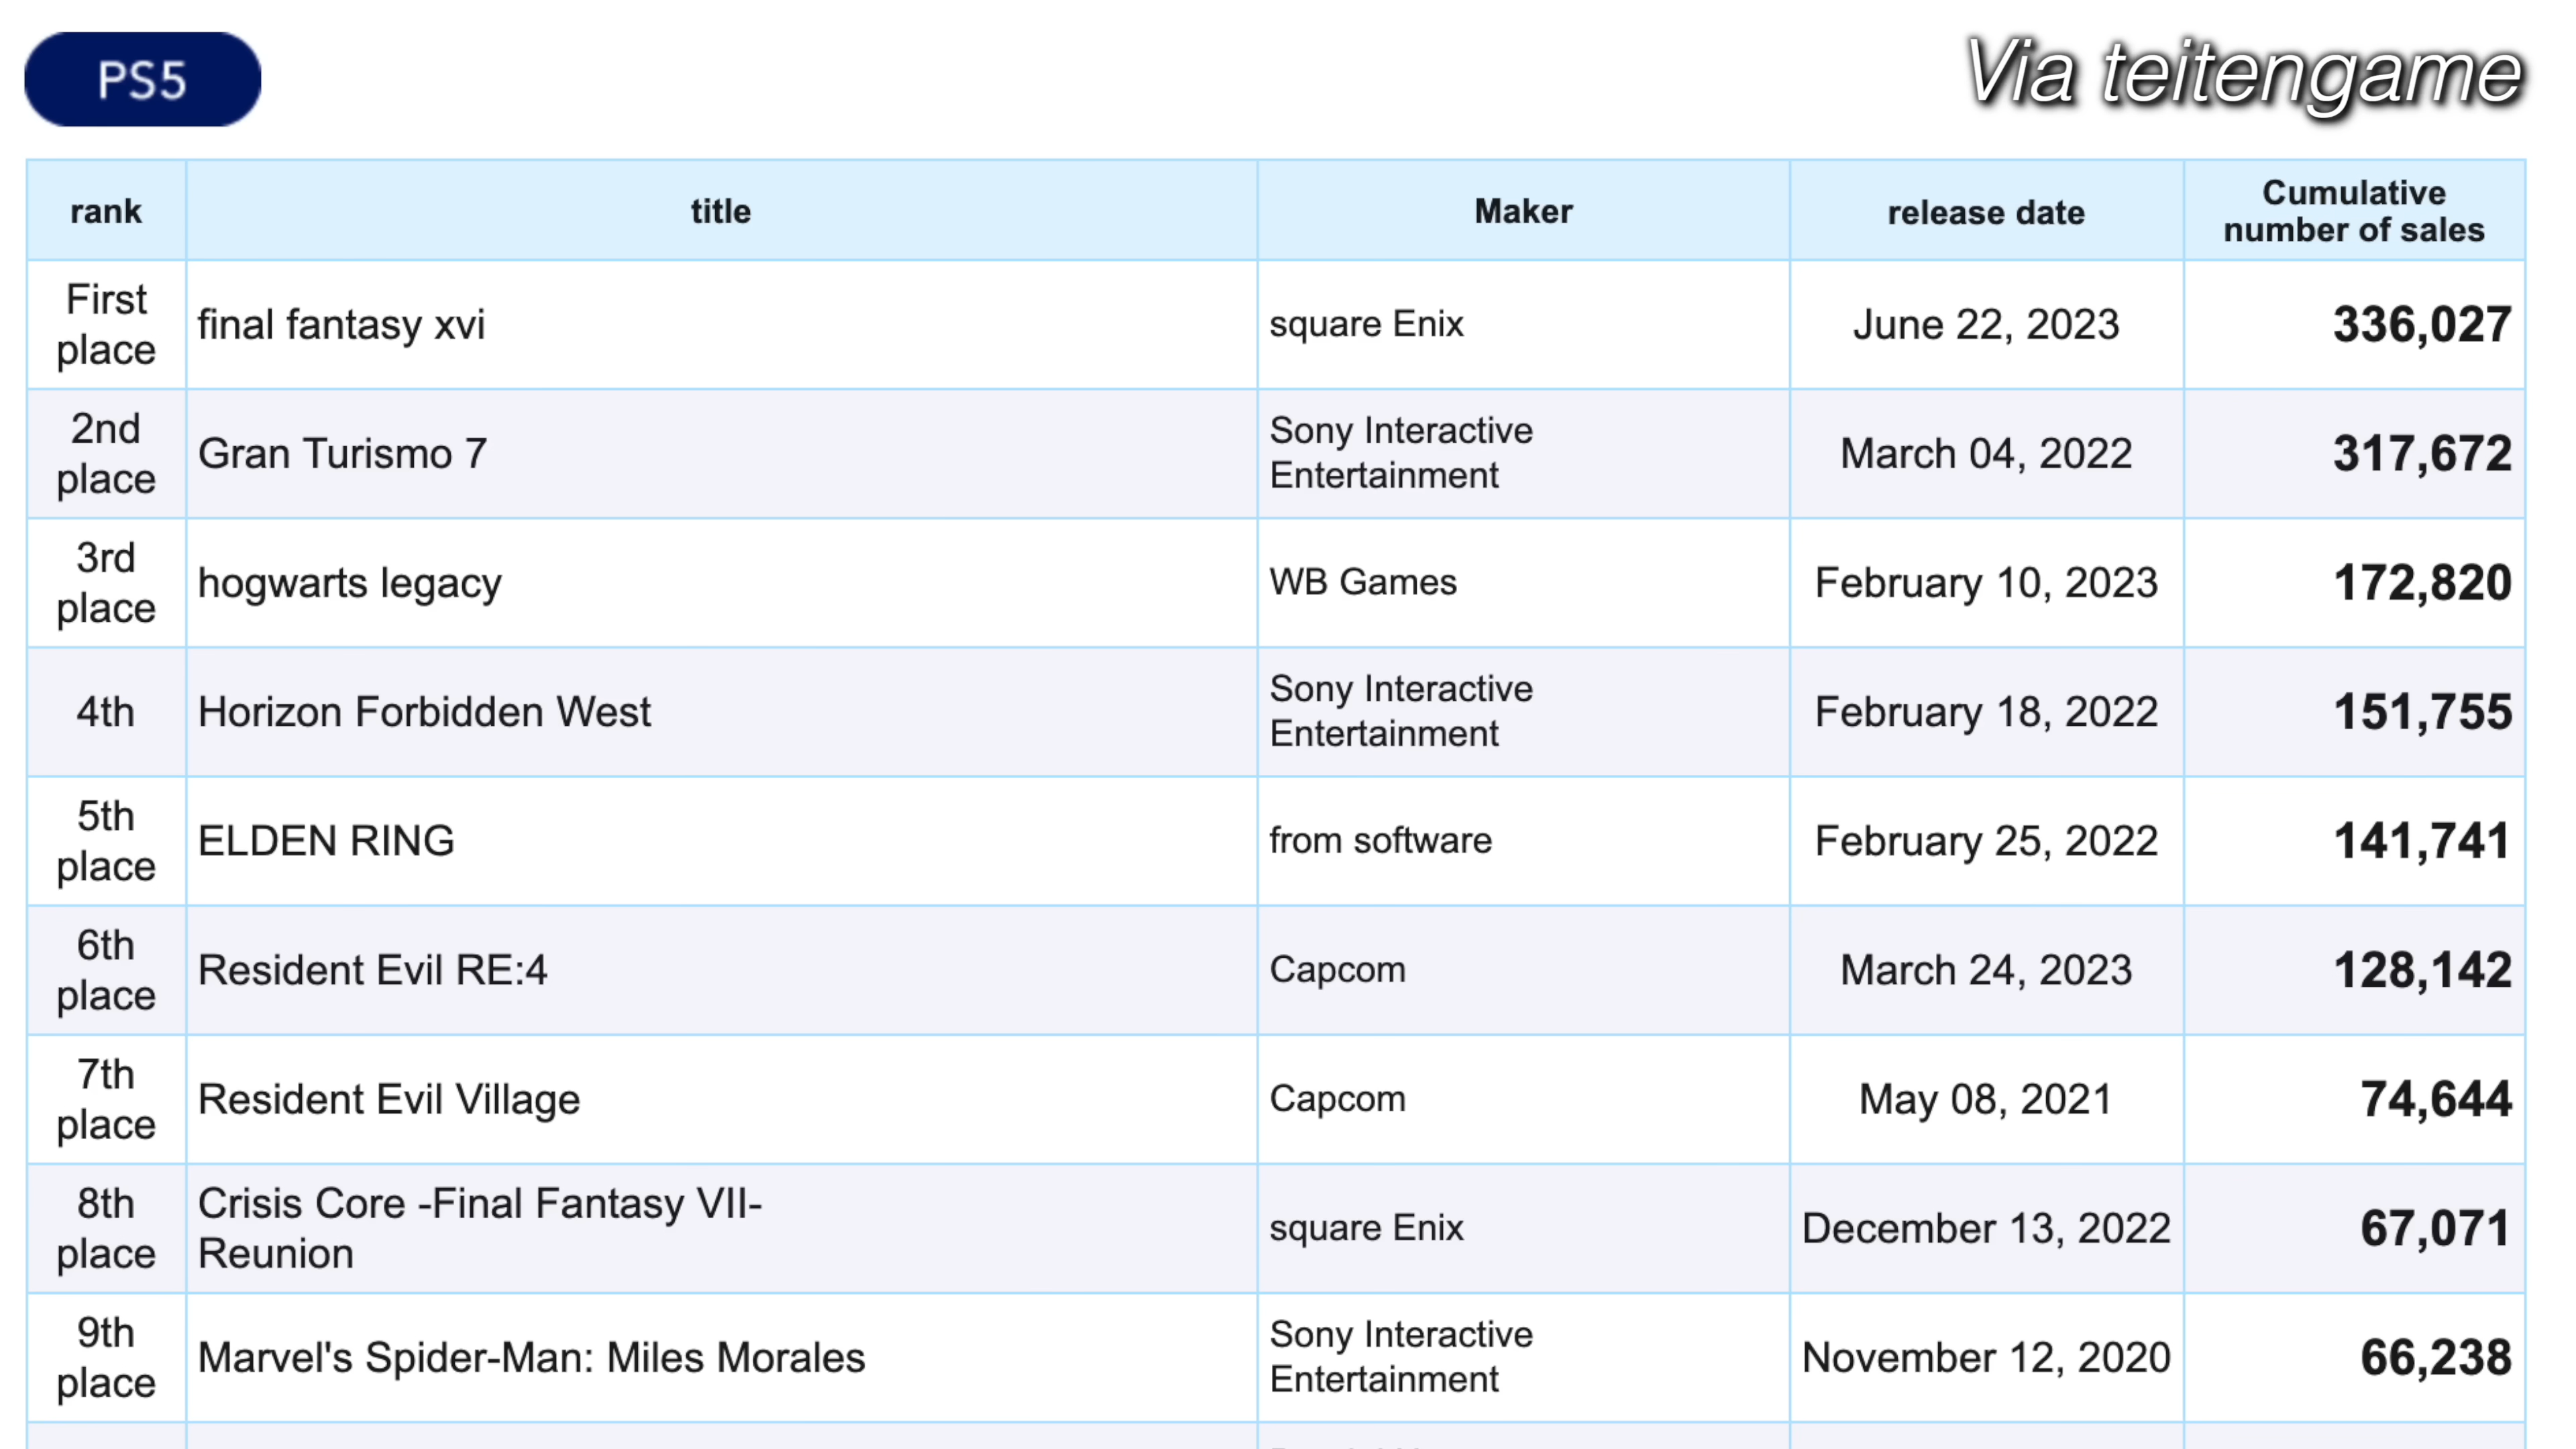 PS5
Via teitengame
rank title Maker release date Cumulative number of sales
First place final fantasy xvi square Enix June 22, 2023 336,027
2nd place Gran Turismo 7 Sony Interactive Entertainment March 04, 2022 317,672
3rd place hogwarts legacy WB Games February 10, 2023 172,820
4th Horizon Forbidden West Sony Interactive Entertainment February 18, 2022 151,755
5th place ELDEN RING from software February 25, 2022 141,741
6th place Resident Evil RE:4 Capcom March 24, 2023 128,142
7th place Resident Evil Village Capcom May 08, 2021 74,644
8th place Crisis Core -Final Fantasy VII- Reunion square Enix December 13, 2022 67,071
9th place Marvel's Spider-Man: Miles Morales Sony Interactive Entertainment November 12, 2020 66,238